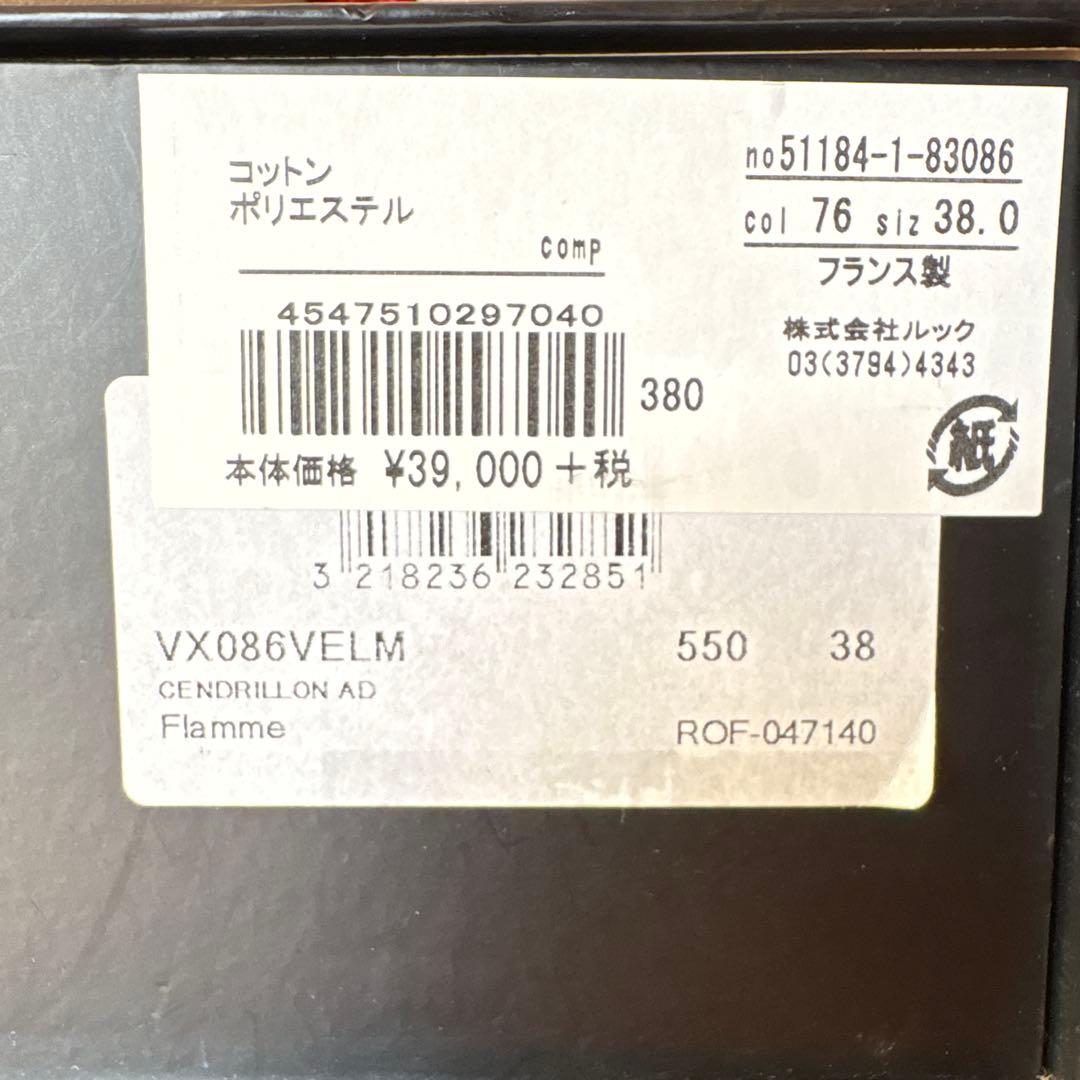 コットン
ポリエステル
comp
4547510297040
380
本体価格 ¥39,000+税
no51184-1-83086
col 76 siz 38.0
フランス製
株式会社ルック
03(3794)4343
紙
3 218236 232851
VX086VELM 550 38
CENDRILLON AD
Flamme ROF-047140